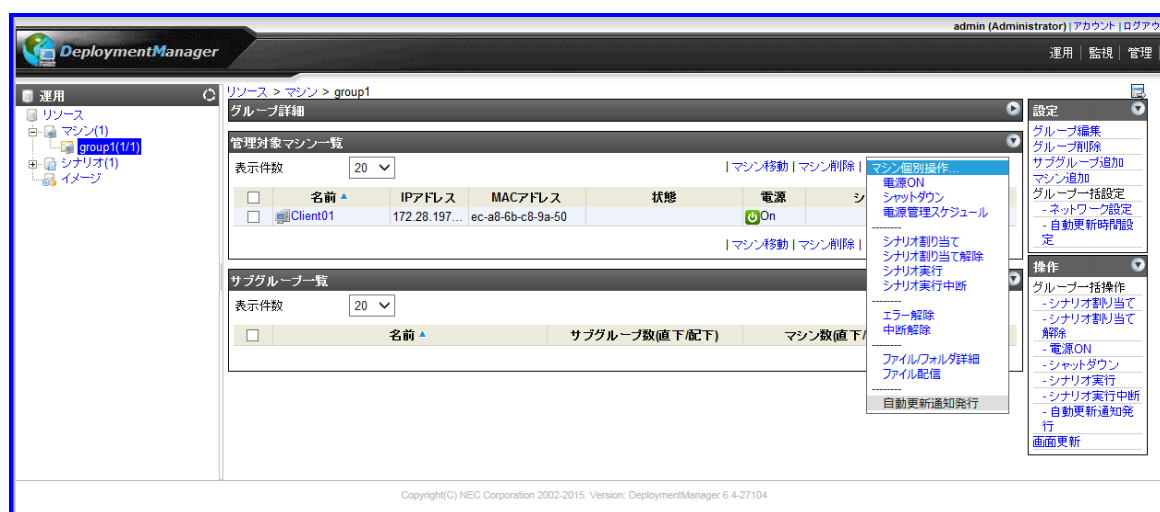 admin (Administrator) | アカウント | ログアウ
DeploymentManager
運用 | 監視 | 管理 |
運用
リソース
マシン(1)
group1(1/1)
シナリオ(1)
イメージ
リソース > マシン > group1
グループ詳細
管理対象マシン一覧
表示件数 20
| マシン移動 | マシン削除 |
名前 IPアドレス MACアドレス 状態 電源 シ
Client01 172.28.197... ec-a8-6b-c8-9a-50 On
| マシン移動 | マシン削除 |
サブグループ一覧
表示件数 20
名前 サブグループ数(直下/配下) マシン数(直下/
マシン個別操作...
電源ON
シャットダウン
電源管理スケジュール
--------
シナリオ割り当て
シナリオ割り当て解除
シナリオ実行
シナリオ実行中断
--------
エラー解除
中断解除
--------
ファイル/フォルダ詳細
ファイル配信
--------
自動更新通知発行
設定
グループ編集
グループ削除
サブグループ追加
マシン追加
グループ一括設定
- ネットワーク設定
- 自動更新時間設
定
操作
グループ一括操作
- シナリオ割り当て
- シナリオ割り当て
解除
- 電源ON
- シャットダウン
- シナリオ実行
- シナリオ実行中断
- 自動更新通知発
行
画面更新
Copyright(C) NEC Corporation 2002-2015. Version: DeploymentManager 6.4-27104